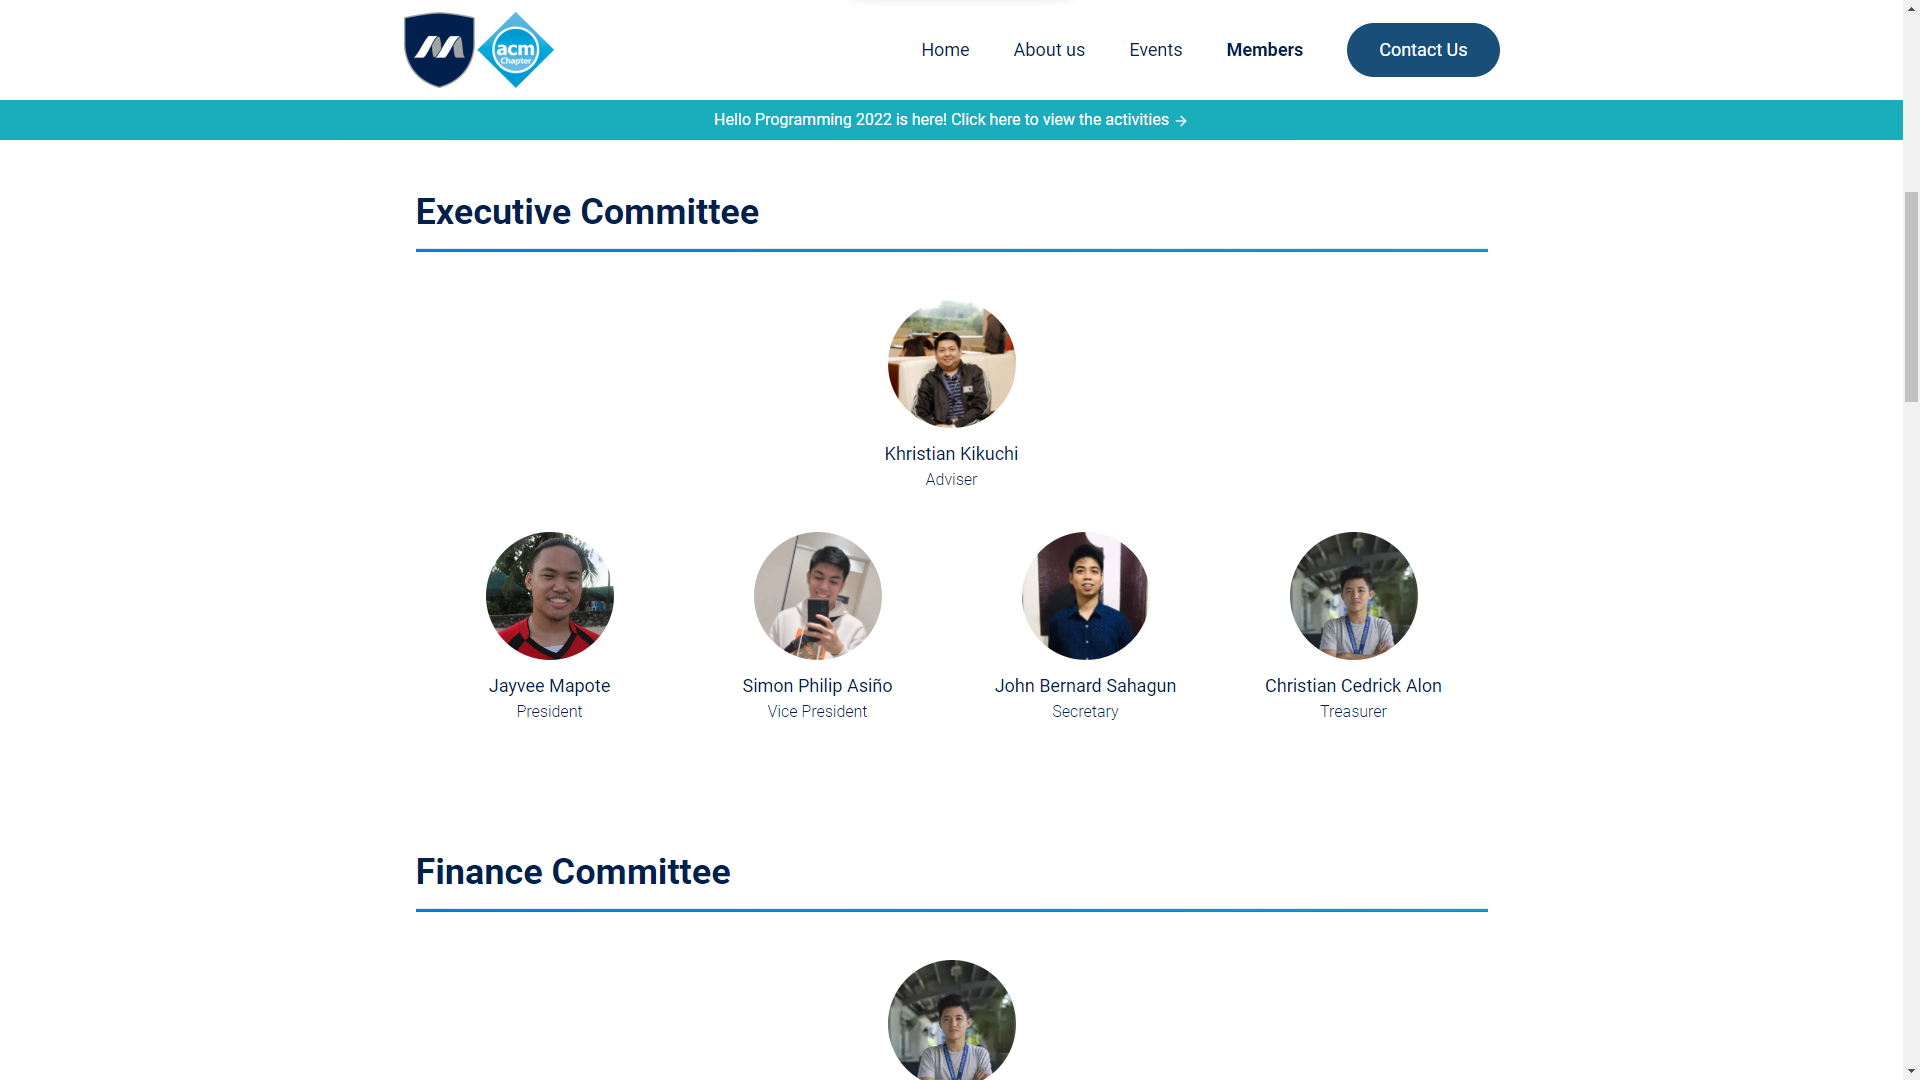 acm
Chapter
Home
About us
Events
Members
Contact Us
Hello Programming 2022 is here! Click here to view the activities →
Executive Committee
Khristian Kikuchi
Adviser
Jayvee Mapote
President
Simon Philip Asiño
Vice President
John Bernard Sahagun
Secretary
Christian Cedrick Alon
Treasurer
Finance Committee